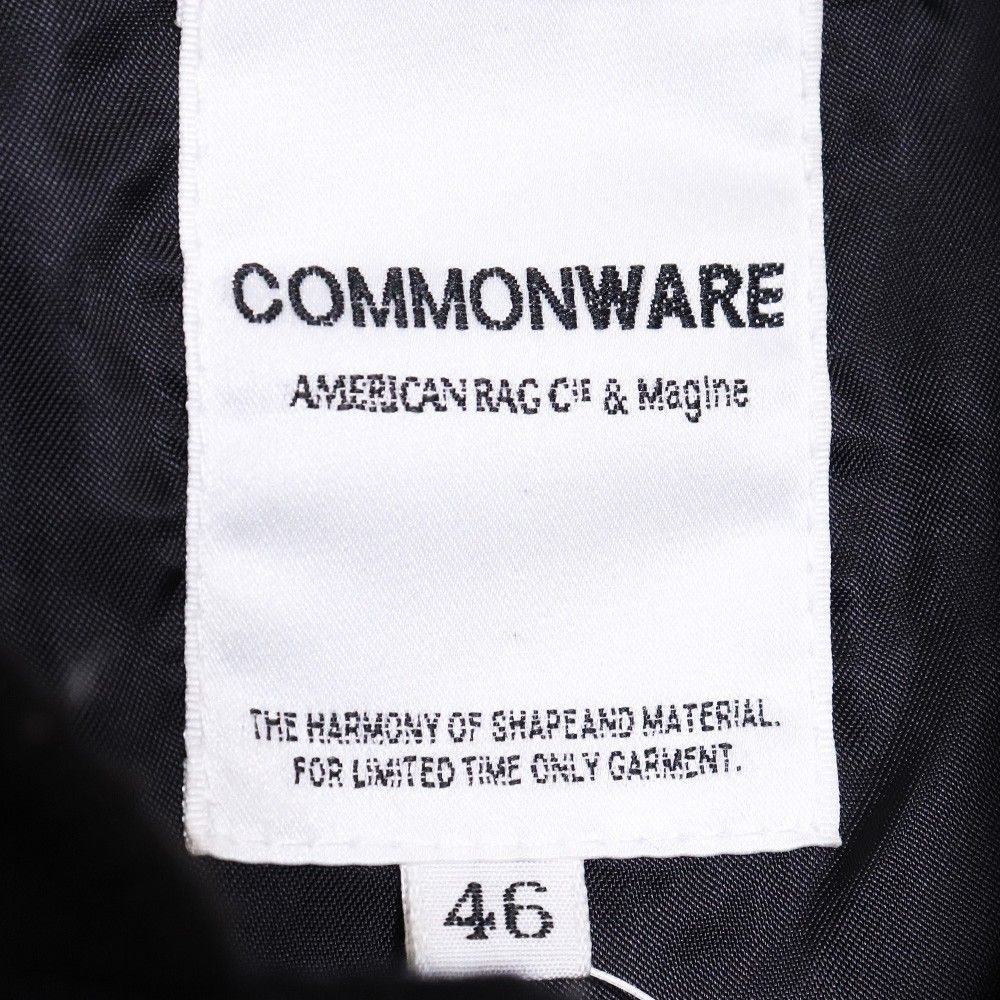 COMMONWARE
AMERICAN RAG CIE & MagIne
THE HARMONY OF SHAPEAND MATERIAL.
FOR LIMITED TIME ONLY GARMENT.
46